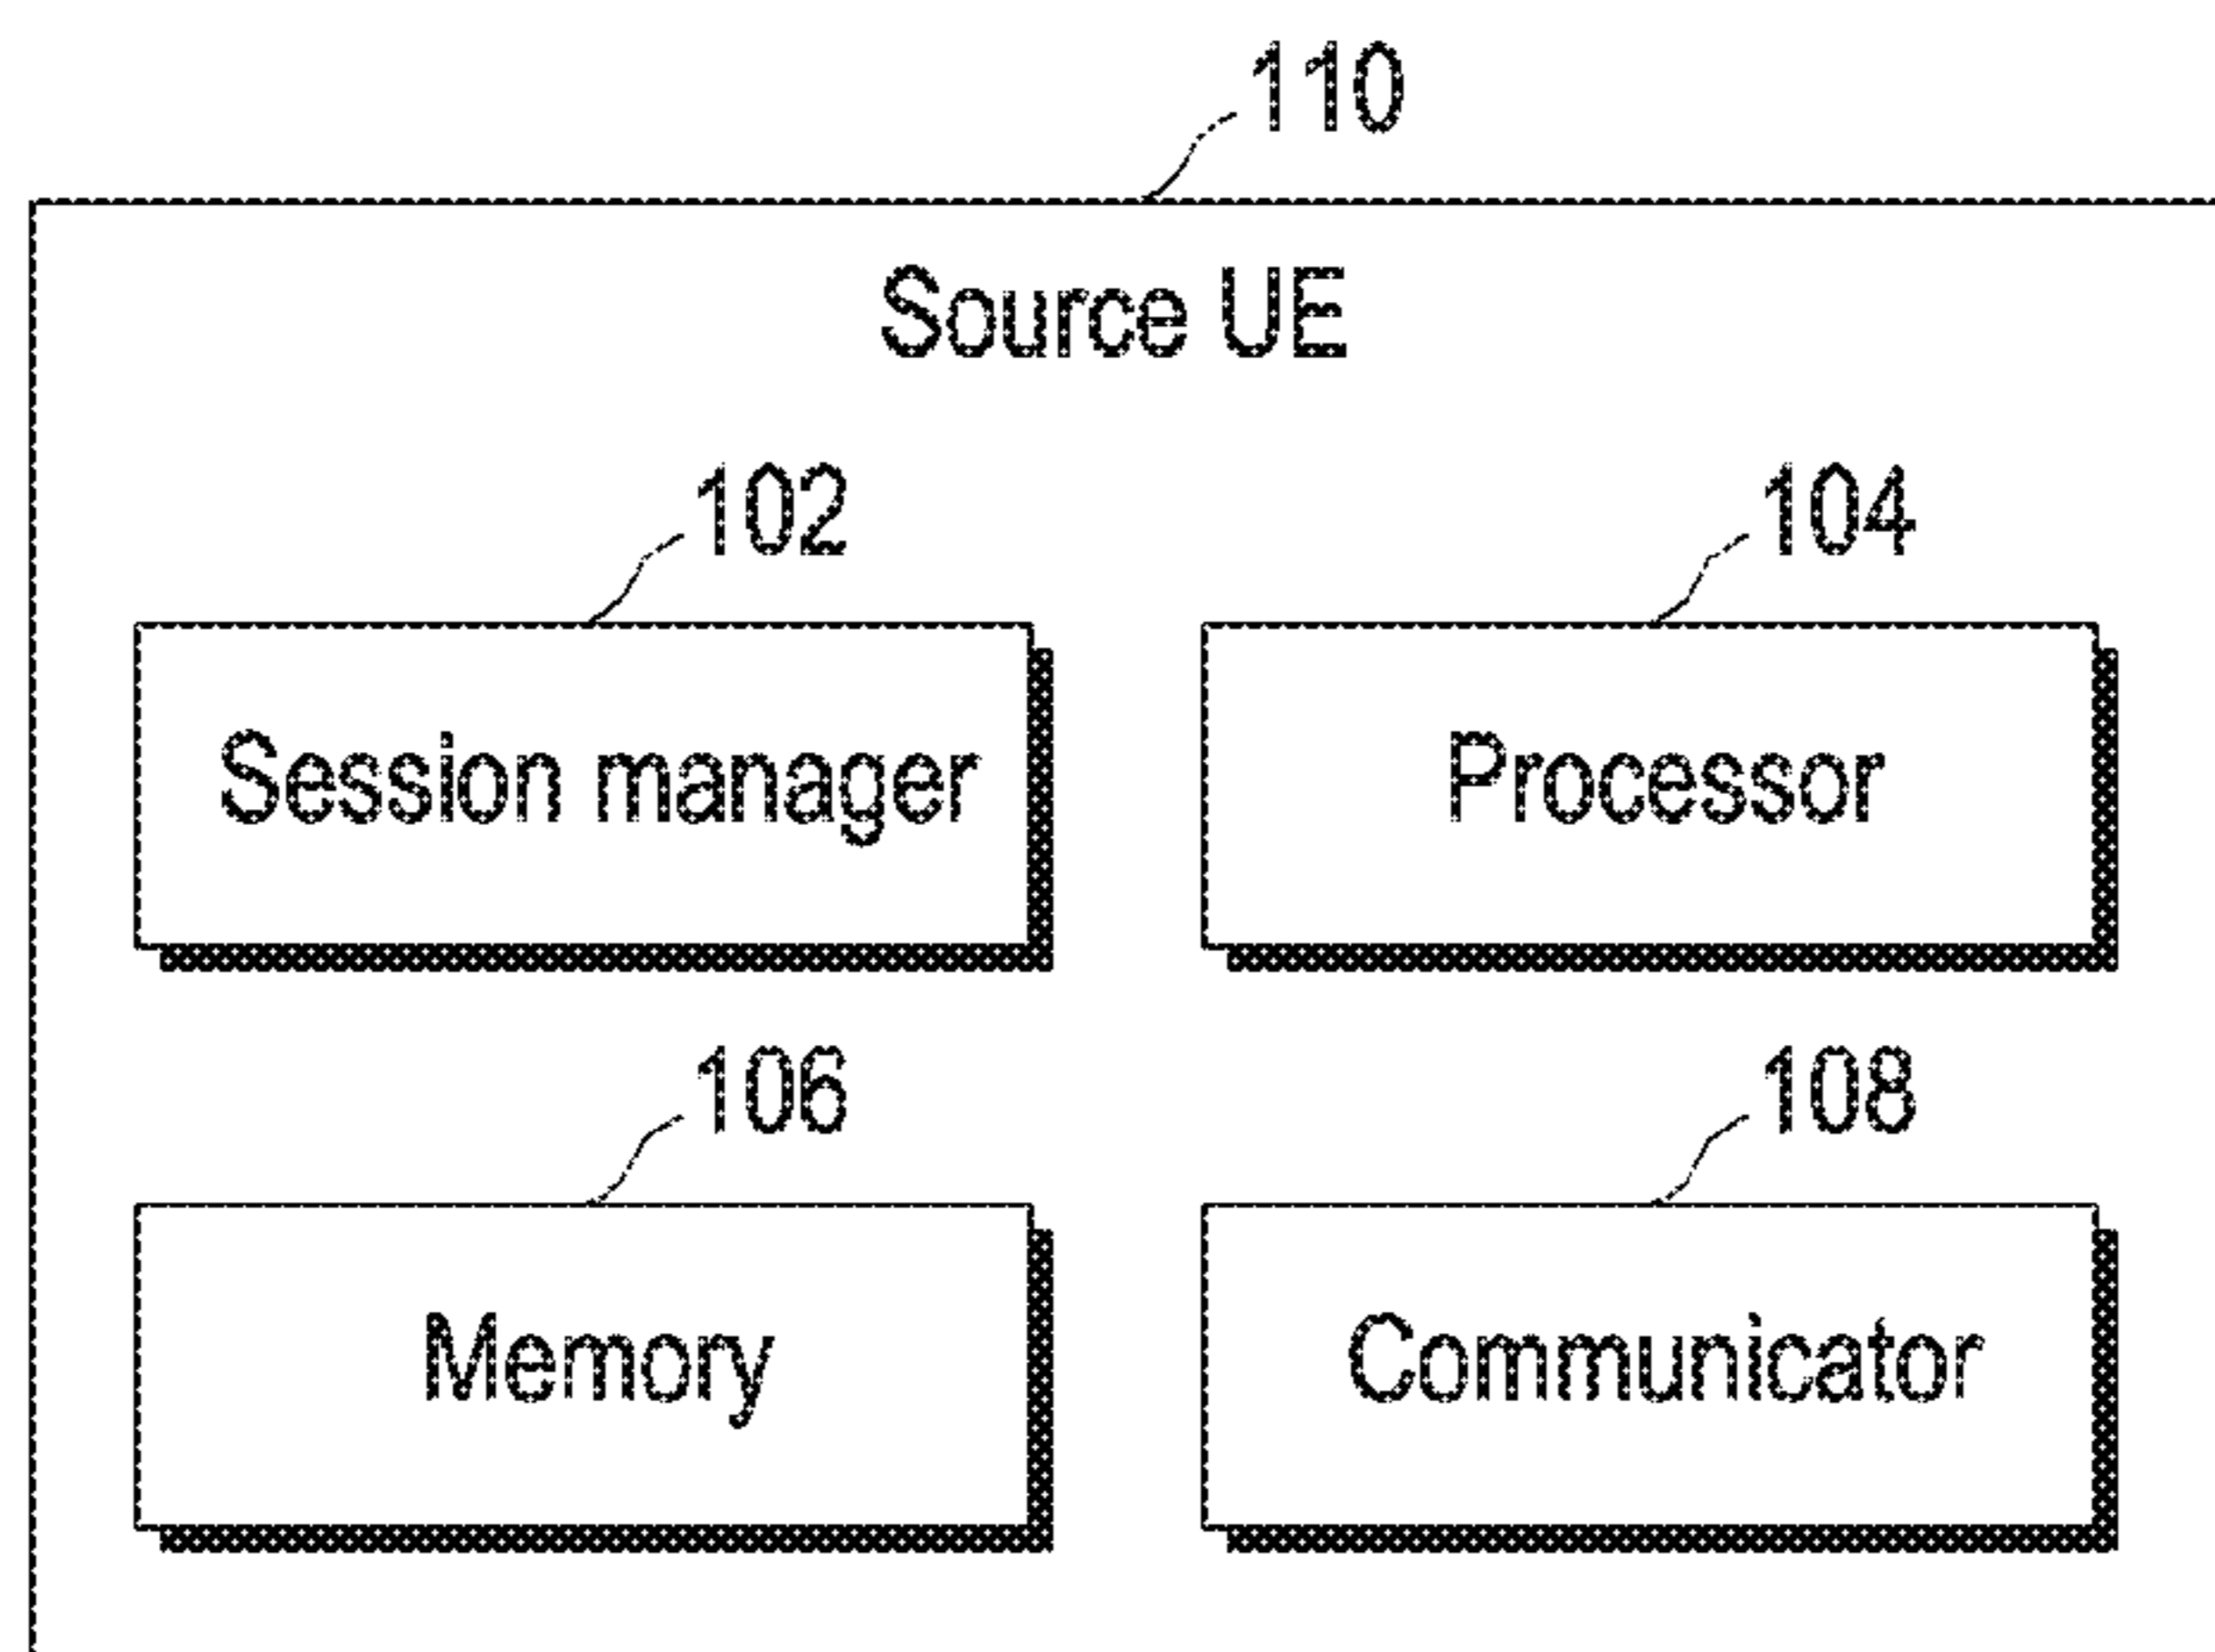 110
Source UE
102
104
Session manager
Processor
106
108
Memory
Communicator